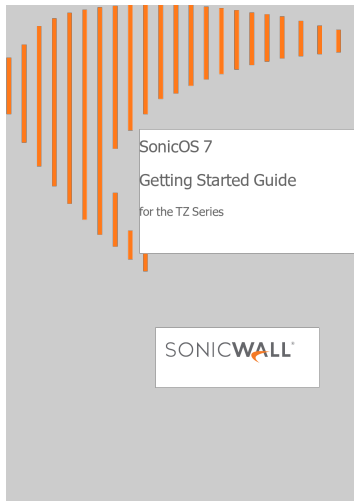 SonicOS 7
Getting Started Guide
for the TZ Series
SONICWALL®